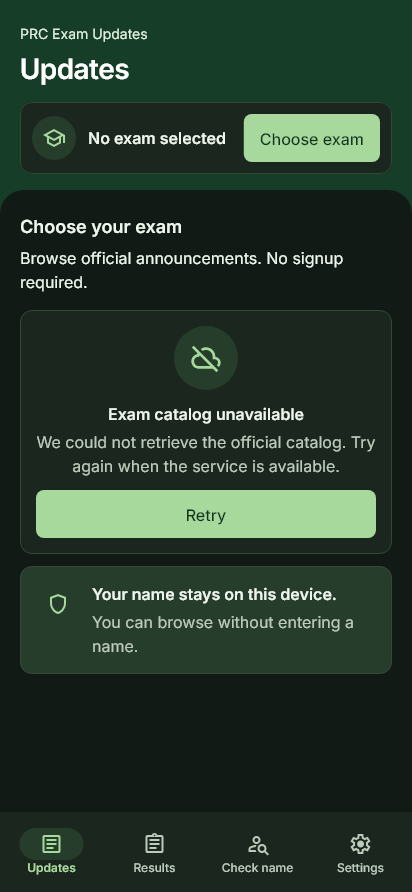 PRC Exam Updates
Updates
No exam selected
Choose exam
Choose your exam
Browse official announcements. No signup
required.
Exam catalog unavailable
We could not retrieve the official catalog. Try
again when the service is available.
Retry
Your name stays on this device.
You can browse without entering a
name.
Updates
Results
Check name
Settings